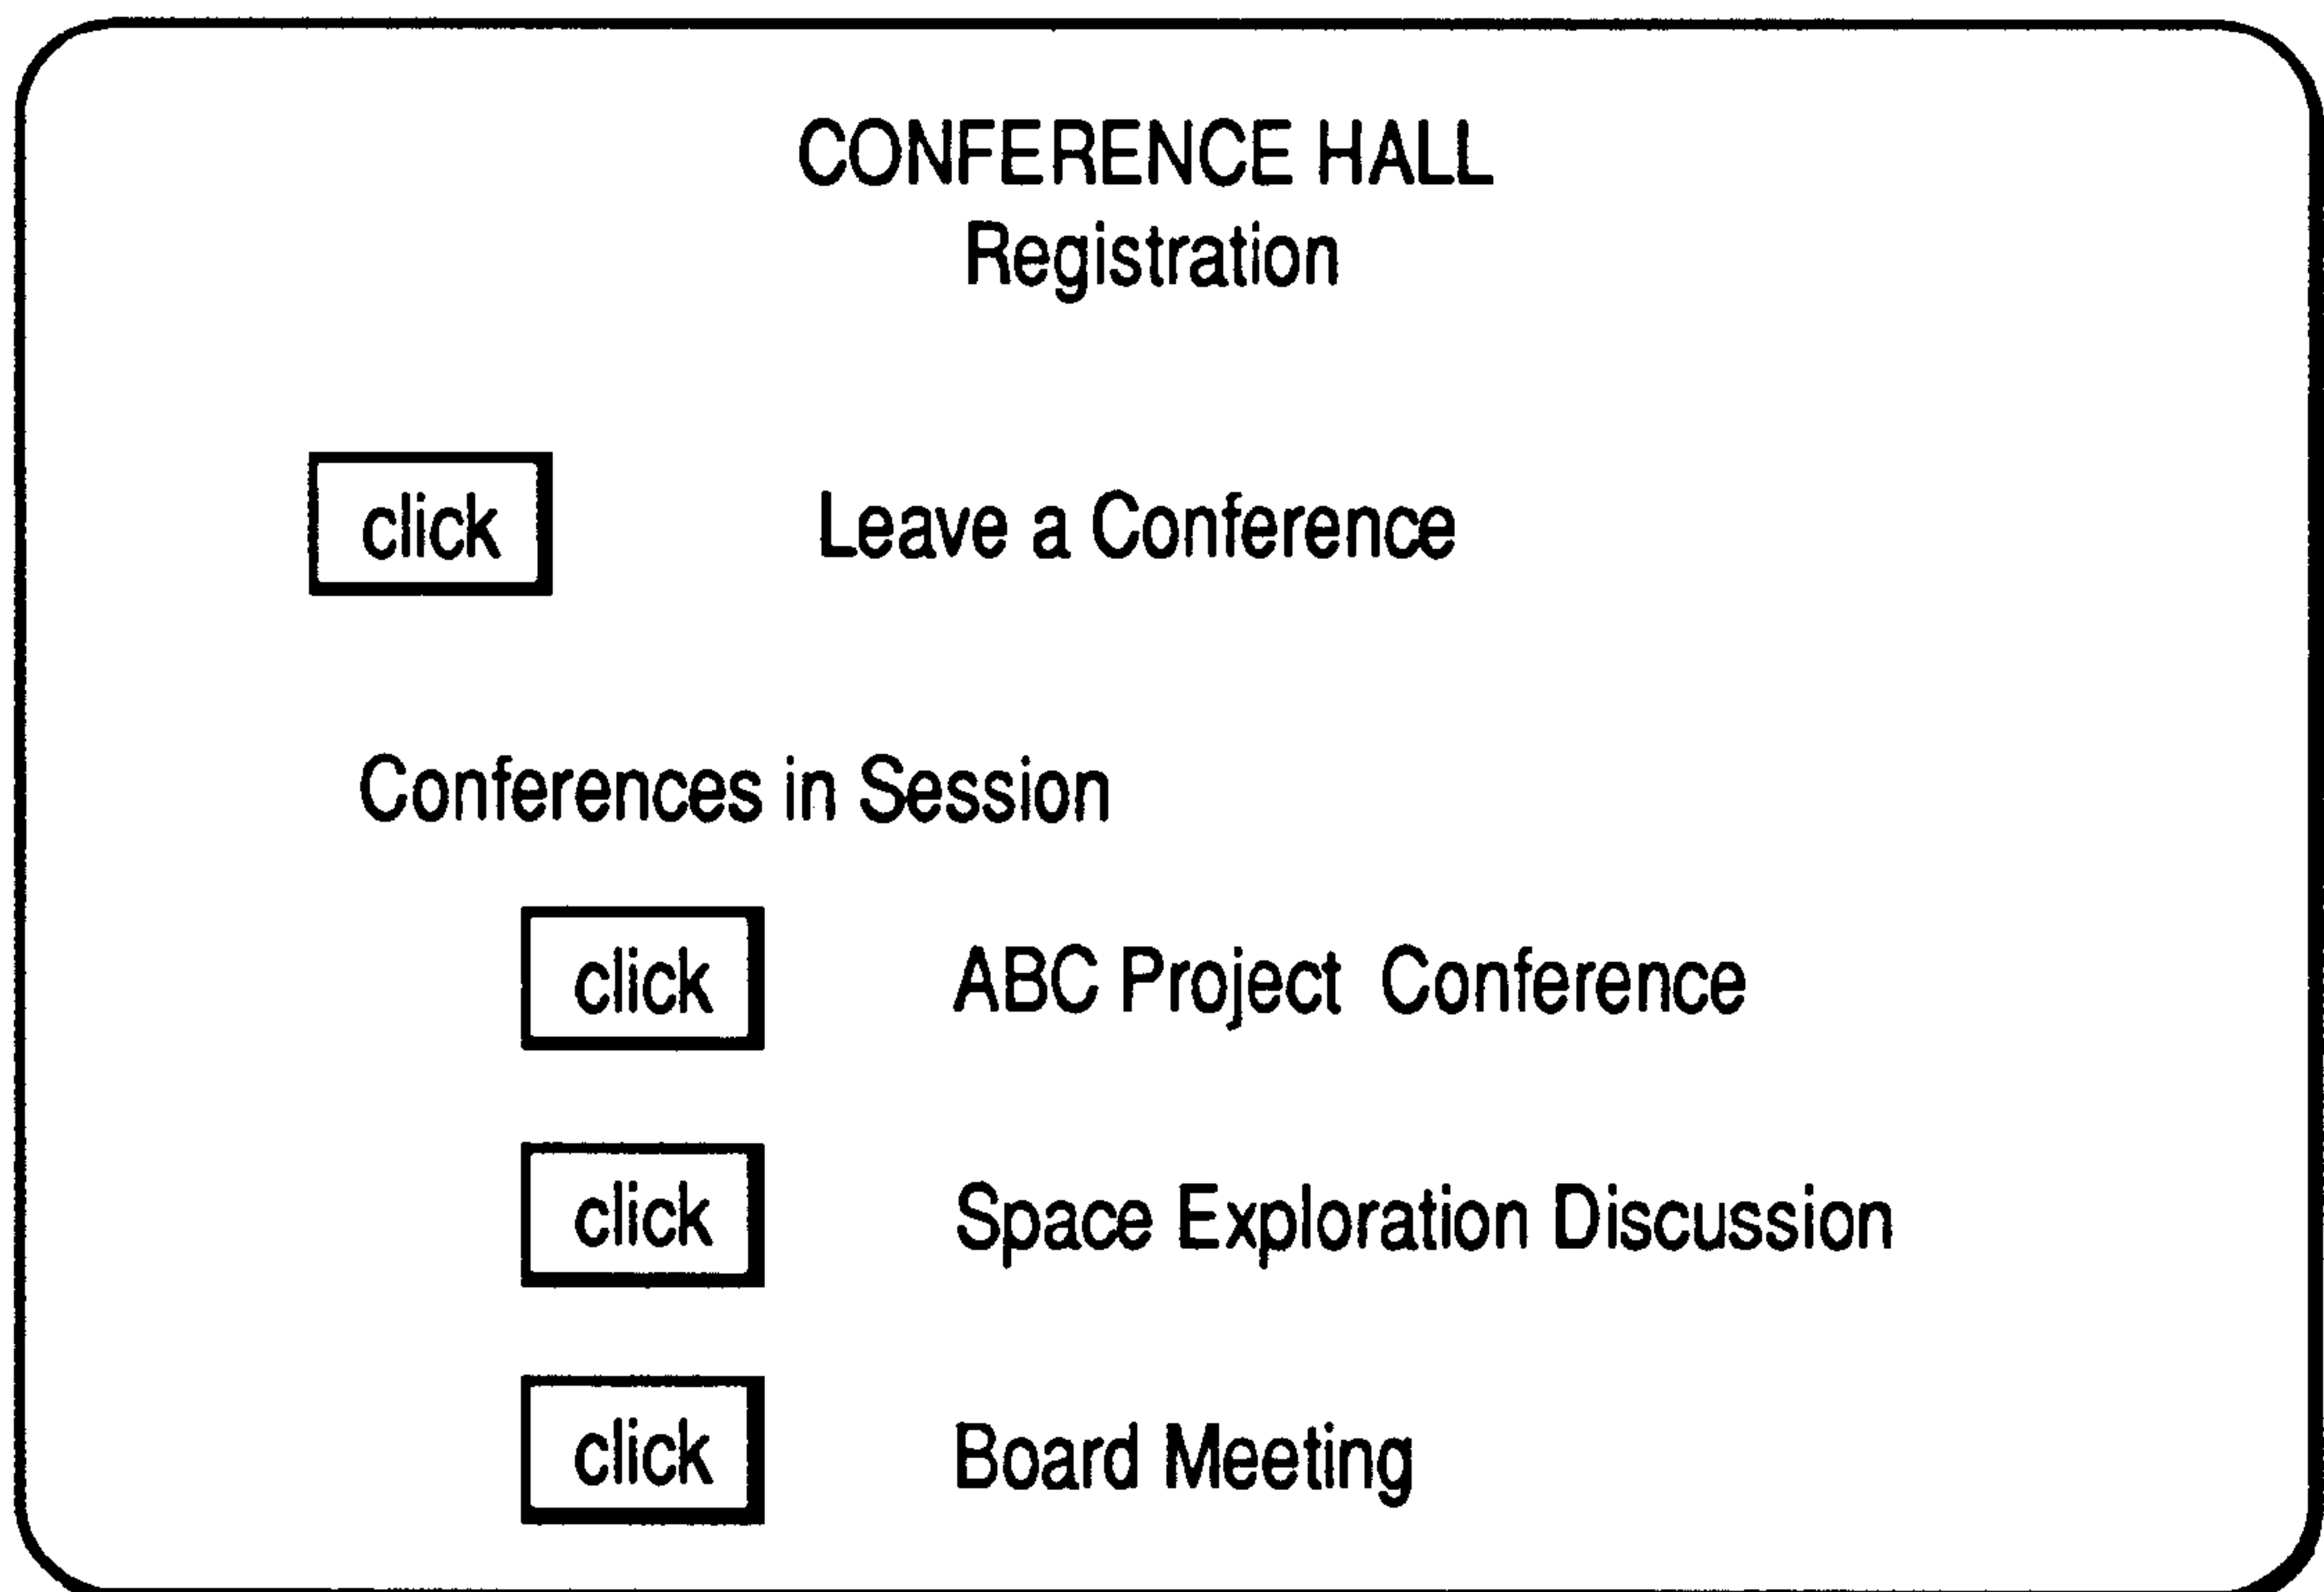 CONFERENCE HALL
Registration
click Leave a Conference
Conferences in Session
click ABC Project Conference
click Space Exploration Discussion
click Board Meeting